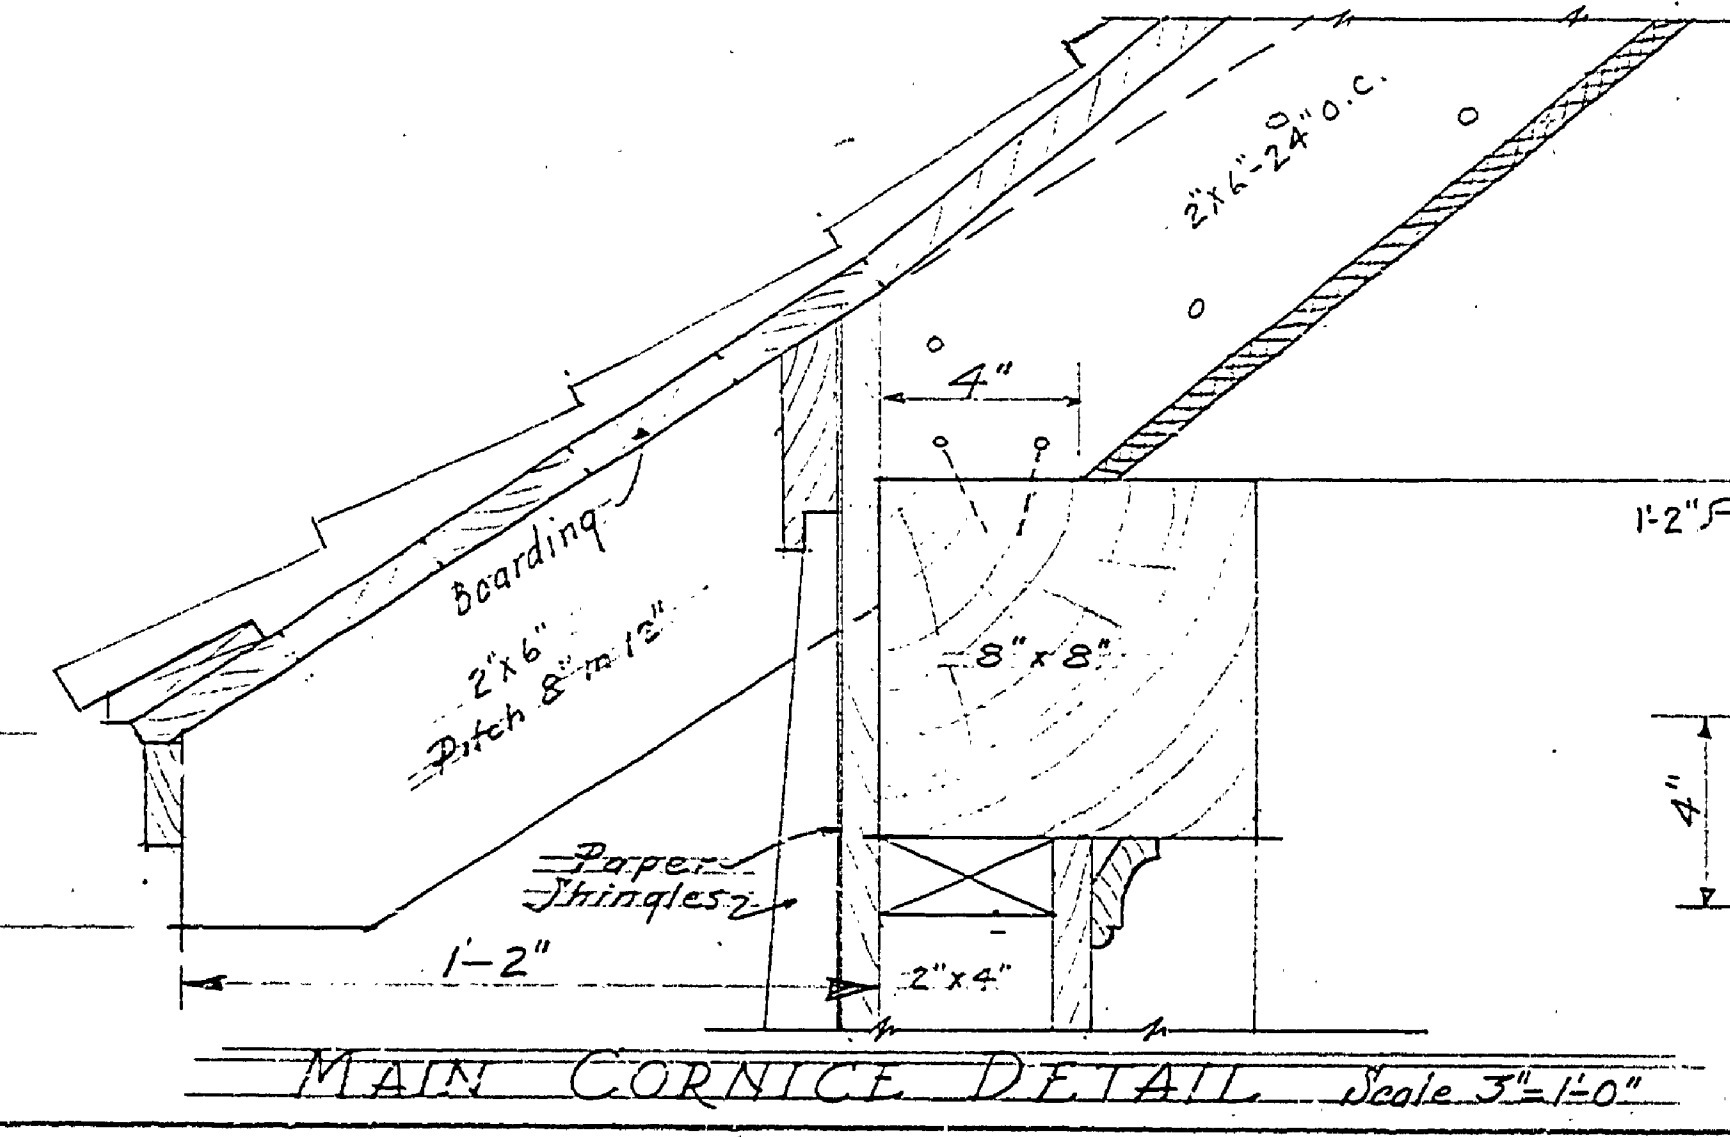 2"x6"-24" O.C.
4"
1'-2"
Boarding
2"x6"
Pitch 8" in 12"
8" x 8"
4"
Paper
Shingles
1'-2"
2"x4"
MAIN CORNICE DETAIL Scale 3"=1'-0"